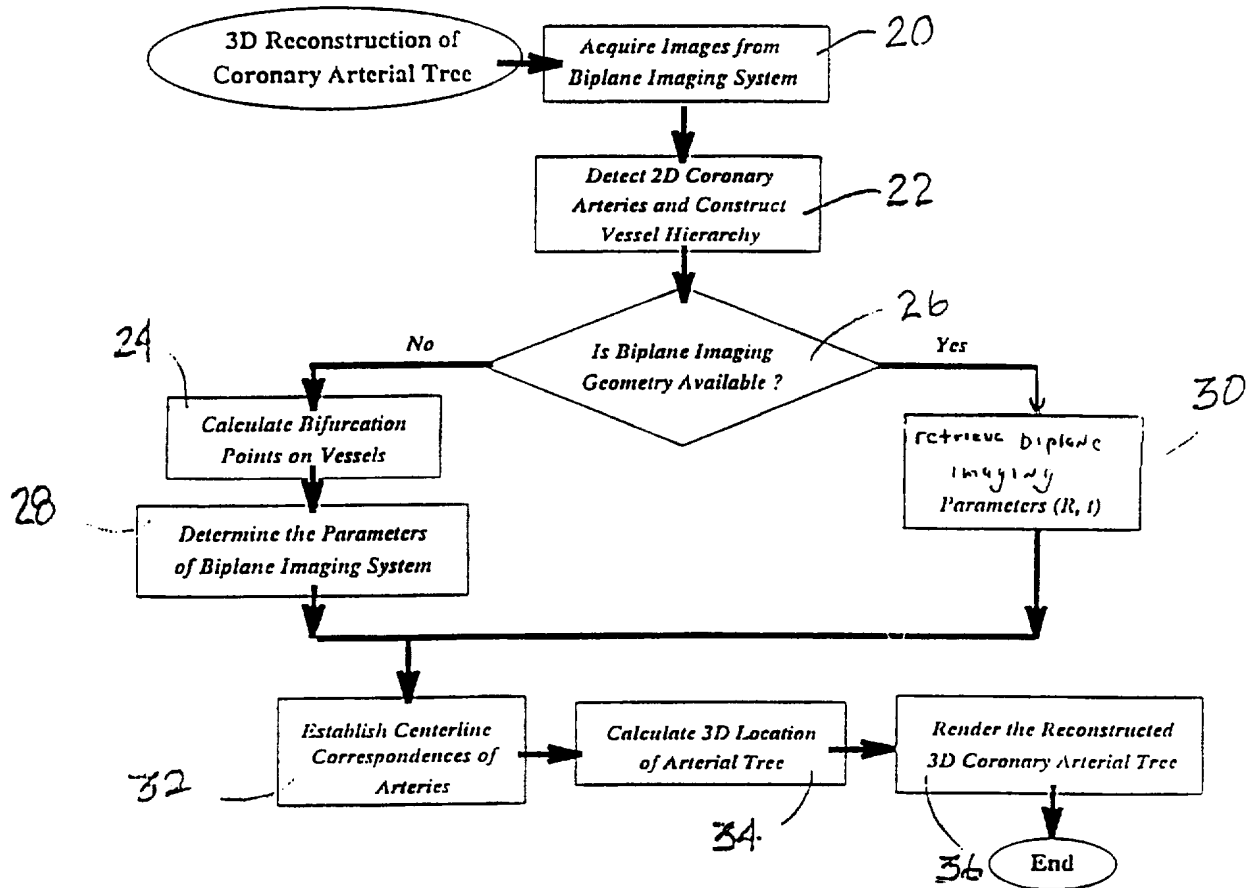 3D Reconstruction of
Coronary Arterial Tree
Acquire Images from
Biplane Imaging System
20
Detect 2D Coronary
Arteries and Construct
Vessel Hierarchy
22
Is Biplane Imaging
Geometry Available ?
26
No
Yes
24
Calculate Bifurcation
Points on Vessels
28
Determine the Parameters
of Biplane Imaging System
30
retrieve biplane
imaging
Parameters (R, t)
Establish Centerline
Correspondences of
Arteries
32
Calculate 3D Location
of Arterial Tree
34
Render the Reconstructed
3D Coronary Arterial Tree
36
End